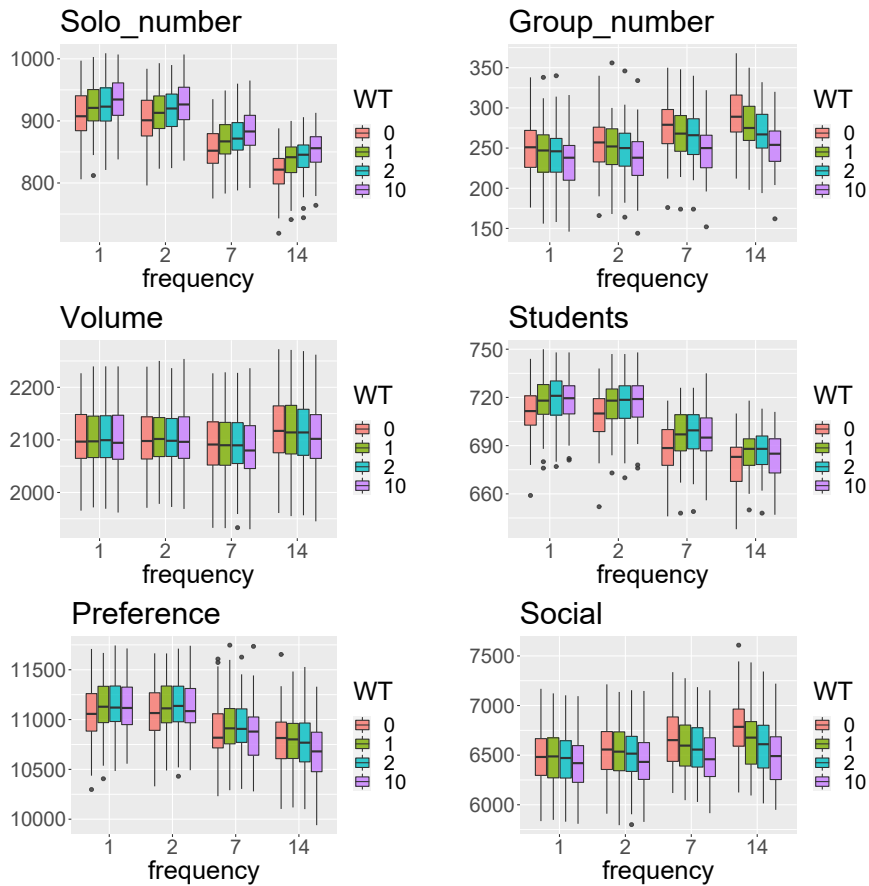 Solo_number
1000
900
800
1 2 7 14
frequency
WT
0
1
2
10
Group_number
350
300
250
200
150
1 2 7 14
frequency
WT
0
1
2
10
Volume
2200
2100
2000
1 2 7 14
frequency
WT
0
1
2
10
Students
750
720
690
660
1 2 7 14
frequency
WT
0
1
2
10
Preference
11500
11000
10500
10000
1 2 7 14
frequency
WT
0
1
2
10
Social
7500
7000
6500
6000
1 2 7 14
frequency
WT
0
1
2
10